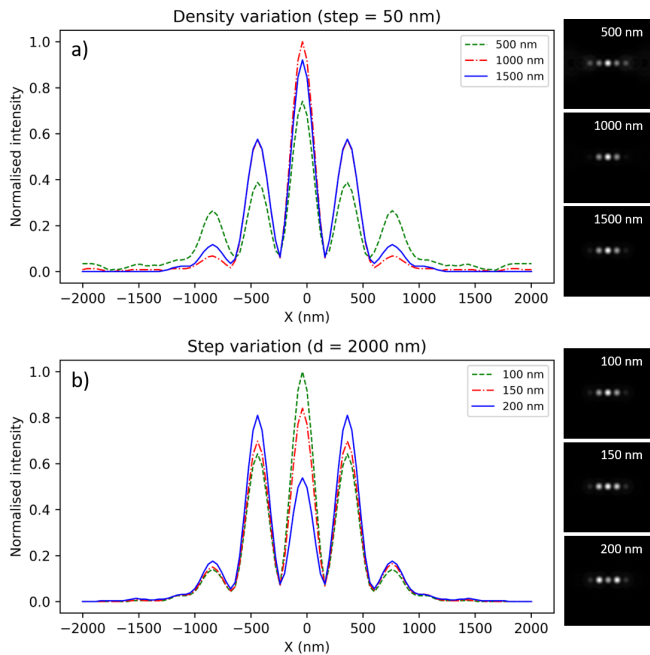 Density variation (step = 50 nm)
a)
500 nm
1000 nm
1500 nm
Normalised intensity
1.0
0.8
0.6
0.4
0.2
0.0
−2000 −1500 −1000 −500 0 500 1000 1500 2000
X (nm)
500 nm
1000 nm
1500 nm
Step variation (d = 2000 nm)
b)
100 nm
150 nm
200 nm
Normalised intensity
1.0
0.8
0.6
0.4
0.2
0.0
−2000 −1500 −1000 −500 0 500 1000 1500 2000
X (nm)
100 nm
150 nm
200 nm